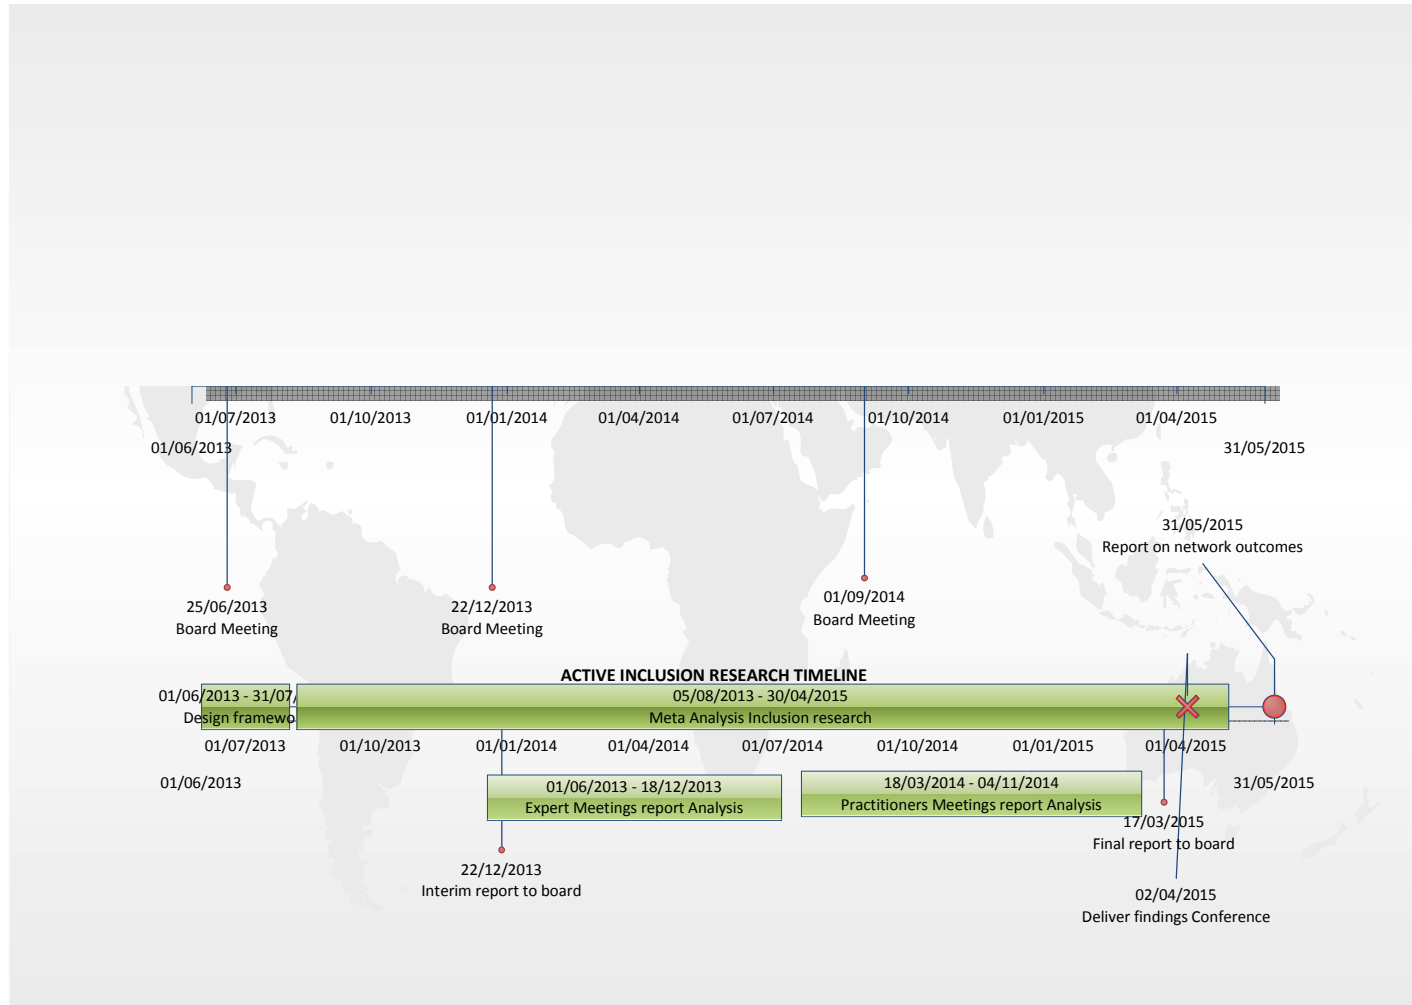 01/07/2013 01/10/2013 01/01/2014 01/04/2014 01/07/2014 01/10/2014 01/01/2015 01/04/2015
01/06/2013 31/05/2015
31/05/2015
Report on network outcomes
25/06/2013
Board Meeting
22/12/2013
Board Meeting
01/09/2014
Board Meeting
ACTIVE INCLUSION RESEARCH TIMELINE
01/06/2013 - 31/07/
Design framewo
05/08/2013 - 30/04/2015
Meta Analysis Inclusion research
01/07/2013 01/10/2013 01/01/2014 01/04/2014 01/07/2014 01/10/2014 01/01/2015 01/04/2015
01/06/2013 31/05/2015
01/06/2013 - 18/12/2013
Expert Meetings report Analysis
18/03/2014 - 04/11/2014
Practitioners Meetings report Analysis
17/03/2015
Final report to board
22/12/2013
Interim report to board
02/04/2015
Deliver findings Conference